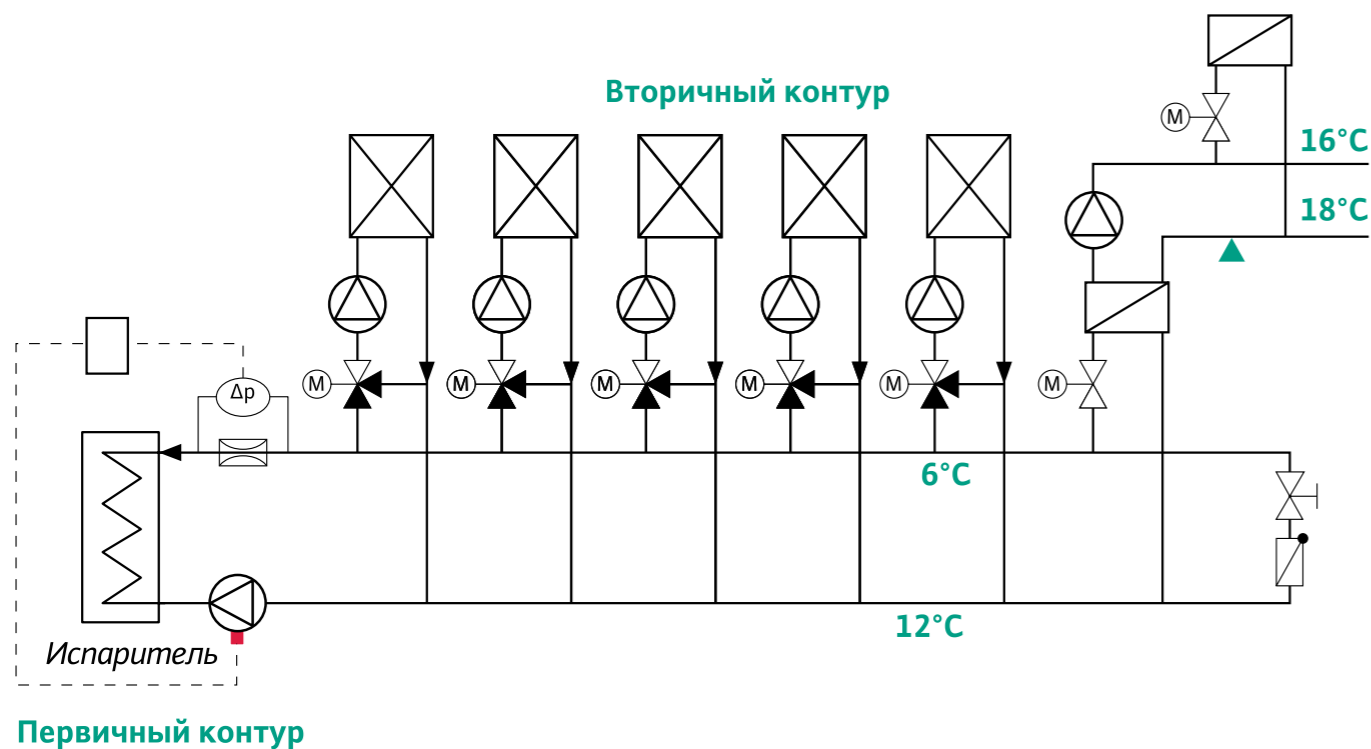 Вторичный контур
M
16°C
18°C
M
M
M
M
M
M
Δp
6°C
12°C
Испаритель
Первичный контур